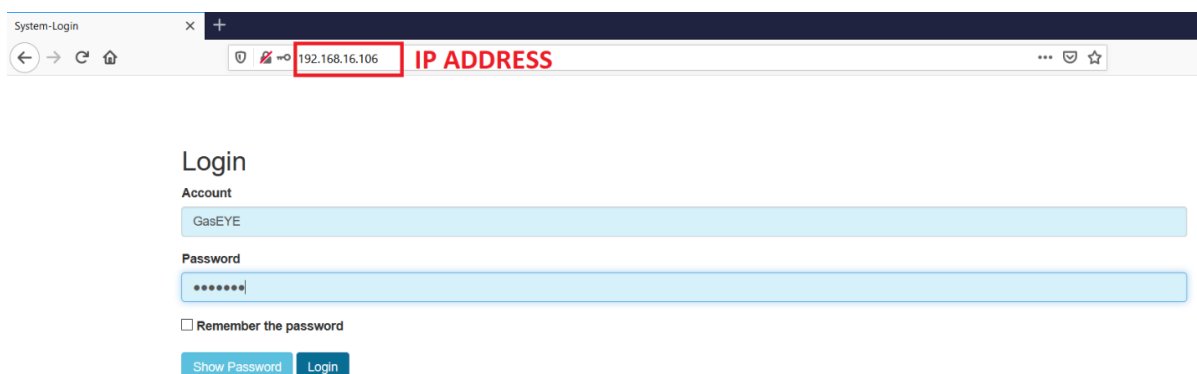 System-Login
192.168.16.106 IP ADDRESS
Login
Account
GasEYE
Password
•••••••
Remember the password
Show Password Login